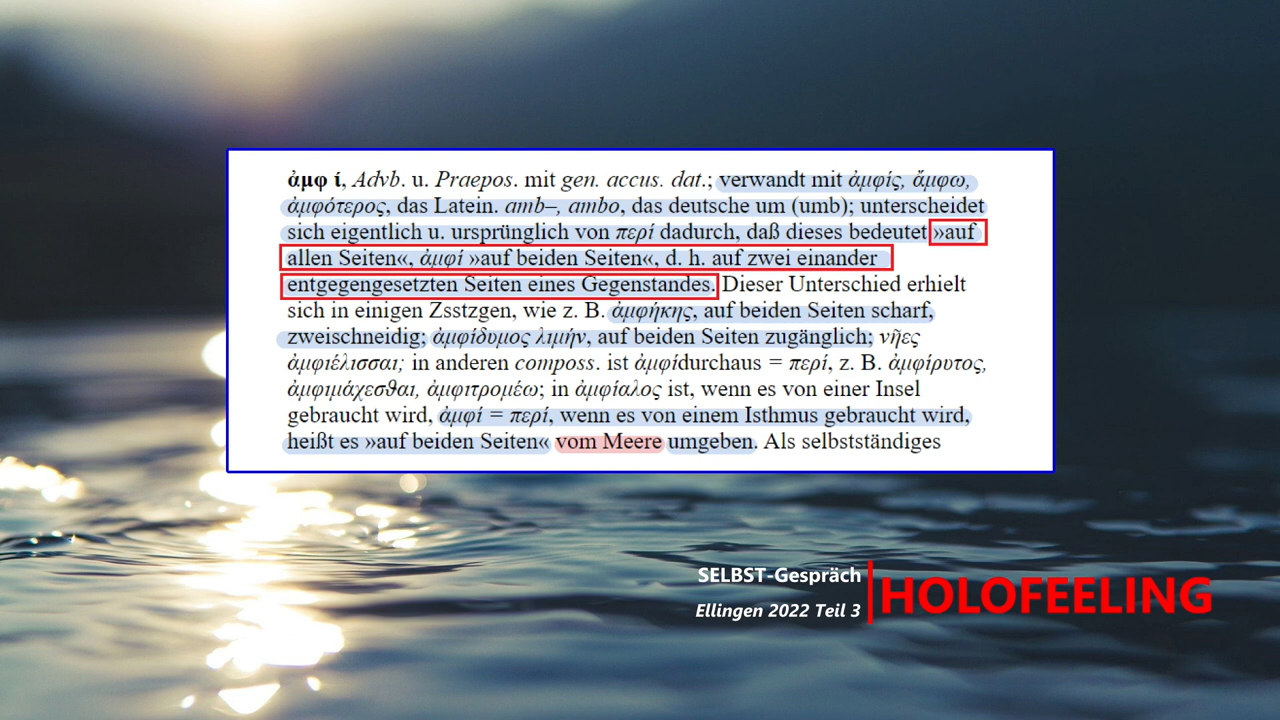 ἀμφ ί, Advb. u. Praepos. mit gen. accus. dat.; verwandt mit ἀμφίς, ἄμφω,
ἀμφότερος, das Latein. amb–, ambo, das deutsche um (umb); unterscheidet
sich eigentlich u. ursprünglich von περί dadurch, daß dieses bedeutet »auf
allen Seiten«, ἀμφί »auf beiden Seiten«, d. h. auf zwei einander
entgegengesetzten Seiten eines Gegenstandes. Dieser Unterschied erhielt
sich in einigen Zsstzgen, wie z. B. ἀμφήκης, auf beiden Seiten scharf,
zweischneidig; ἀμφίδυμος λιμήν, auf beiden Seiten zugänglich; νῆες
ἀμφιέλισσαι; in anderen composs. ist ἀμφίdurchaus = περί, z. B. ἀμφίρυτος,
ἀμφιμάχεσθαι, ἀμφιτρομέω; in ἀμφίαλος ist, wenn es von einer Insel
gebraucht wird, ἀμφί = περί, wenn es von einem Isthmus gebraucht wird,
heißt es »auf beiden Seiten« vom Meere umgeben. Als selbstständiges
SELBST-Gespräch
Ellingen 2022 Teil 3
HOLOFEELING